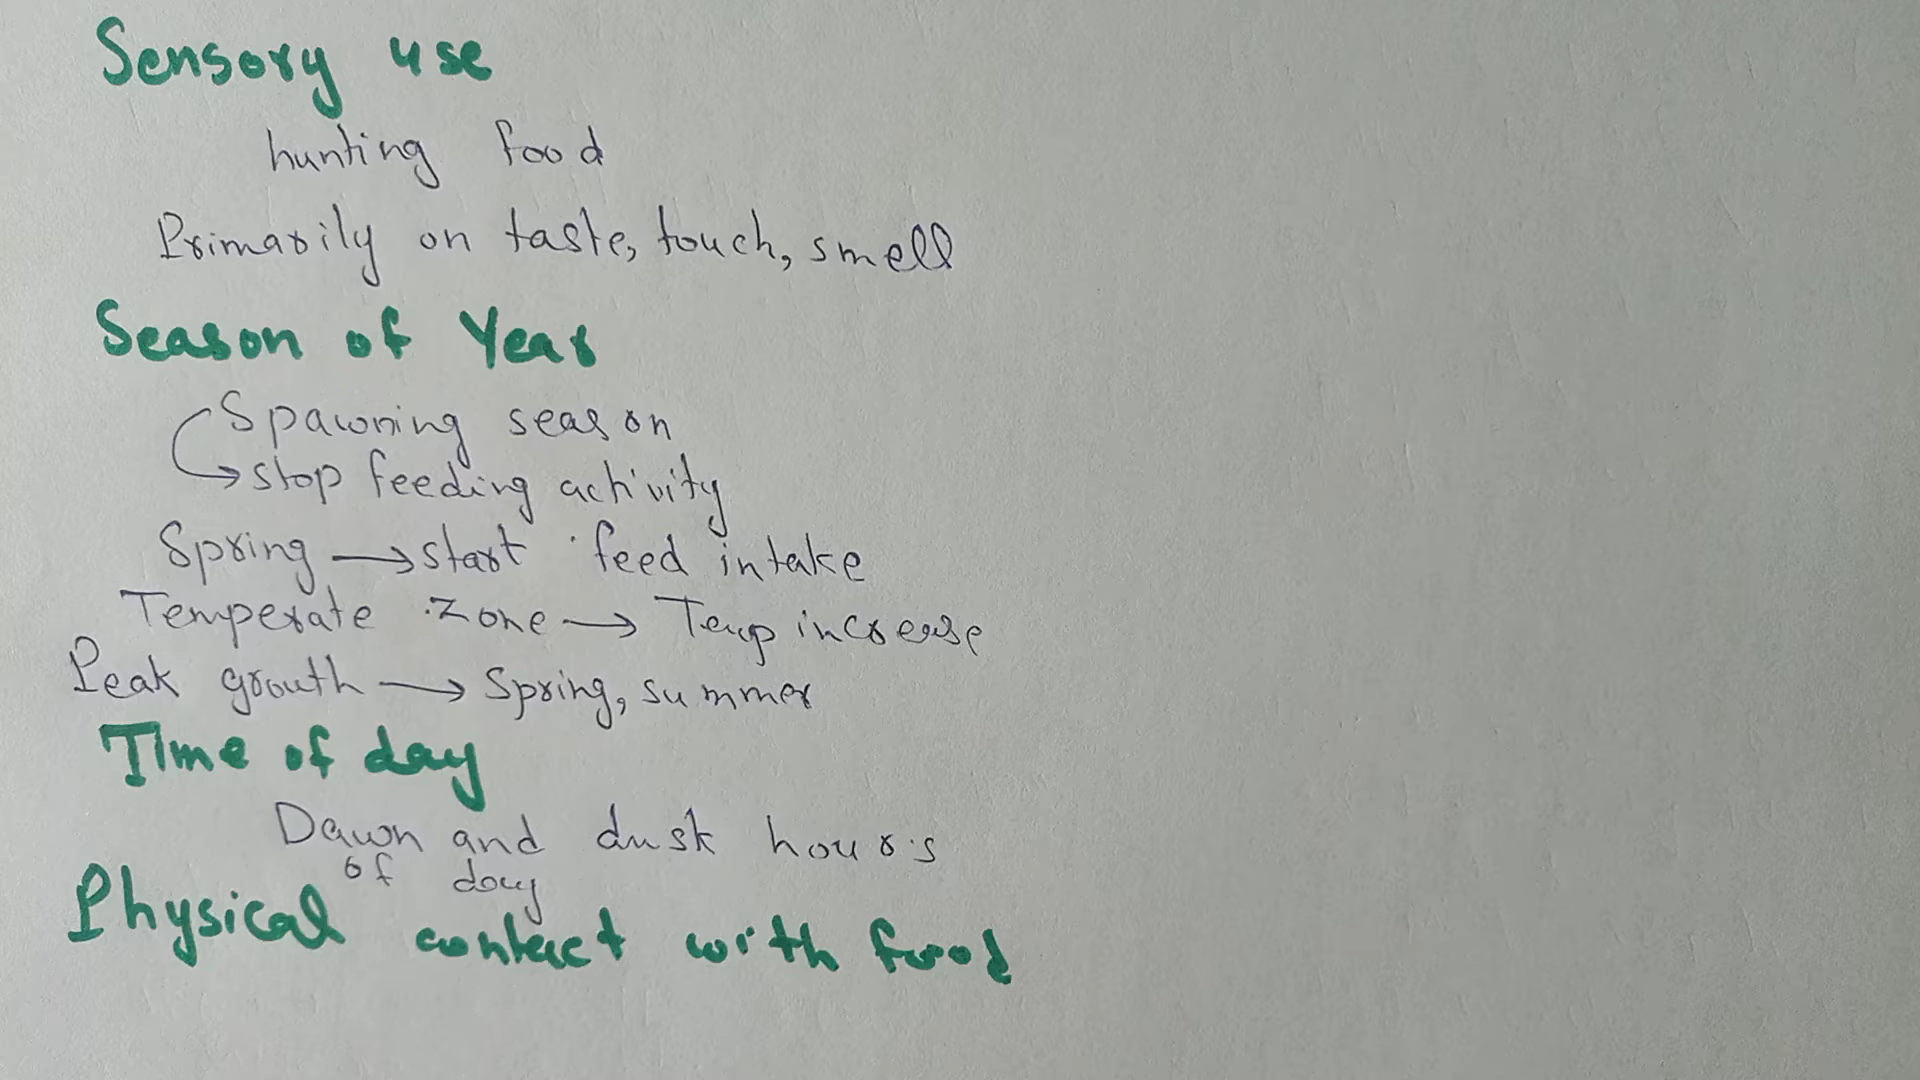 Sensory use
hunting food
Primarily on taste, touch, smell
Season of Year
Spawning season
→ stop feeding activity
Spring → start feed intake
Temperate Zone → Temp increase
Peak growth → Spring, summer
Time of day
Dawn and dusk hours
of day
Physical contact with food